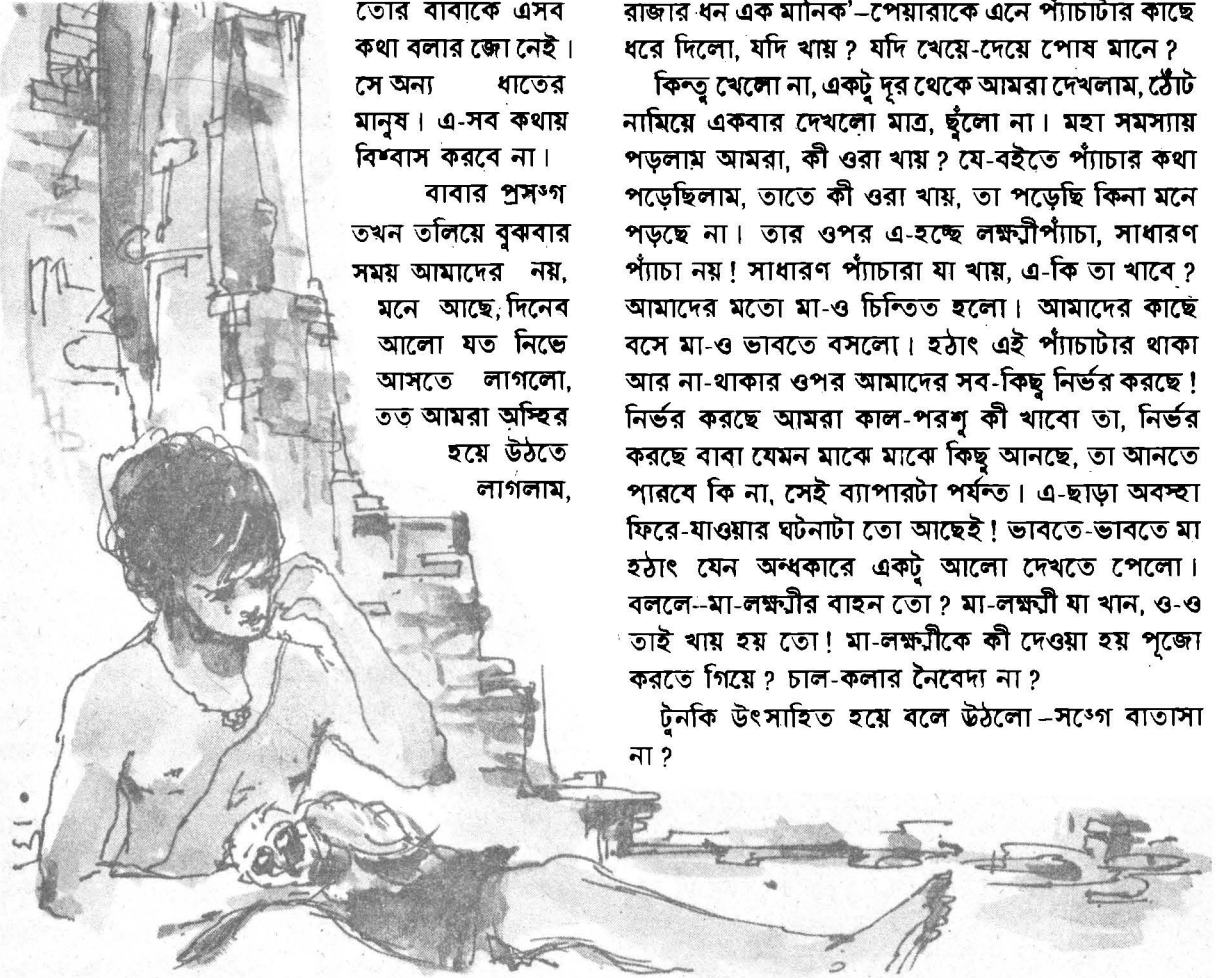 তোর বাবাকে এসব
কথা বলার জো নেই।
সে অন্য ধাতের
মানুষ। এ-সব কথায়
বিশ্বাস করবে না।
বাবার প্রসঙ্গ
তখন তলিয়ে বুঝবার
সময় আমাদের নয়,
মনে আছে, দিনেব
আলো যত নিভে
আসতে লাগলো,
তত আমরা অস্থির
হয়ে উঠতে
লাগলাম,
রাজার ধন এক মানিক’–পেয়ারাকে এনে প্যাঁচাটার কাছে
ধরে দিলো, যদি খায়? যদি খেয়ে-দেয়ে পোষ মানে?
কিন্তু খেলো না, একটু দূর থেকে আমরা দেখলাম, ঠোঁট
নামিয়ে একবার দেখলো মাত্র, ছুঁলো না। মহা সমস্যায়
পড়লাম আমরা, কী ওরা খায়? যে-বইতে প্যাঁচার কথা
পড়েছিলাম, তাতে কী ওরা খায়, তা পড়েছি কিনা মনে
পড়ছে না। তার ওপর এ-হচ্ছে লক্ষ্মীপ্যাঁচা, সাধারণ
প্যাঁচা নয়! সাধারণ প্যাঁচারা যা খায়, এ-কি তা খাবে?
আমাদের মতো মা-ও চিন্তিত হলো। আমাদের কাছে
বসে মা-ও ভাবতে বসলো। হঠাৎ এই প্যাঁচাটার থাকা
আর না-থাকার ওপর আমাদের সব-কিছু নির্ভর করছে!
নির্ভর করছে আমরা কাল-পরশু কী খাবো তা, নির্ভর
করছে বাবা যেমন মাঝে মাঝে কিছু আনছে, তা আনতে
পারবে কি না, সেই ব্যাপারটা পর্যন্ত। এ-ছাড়া অবস্থা
ফিরে-যাওয়ার ঘটনাটা তো আছেই! ভাবতে-ভাবতে মা
হঠাৎ যেন অন্ধকারে একটু আলো দেখতে পেলো।
বললে--মা-লক্ষ্মীর বাহন তো? মা-লক্ষ্মী যা খান, ও-ও
তাই খায় হয় তো! মা-লক্ষ্মীকে কী দেওয়া হয় পূজো
করতে গিয়ে? চাল-কলার নৈবেদ্য না?
টুনকি উৎসাহিত হয়ে বলে উঠলো –সঙ্গে বাতাসা
না?